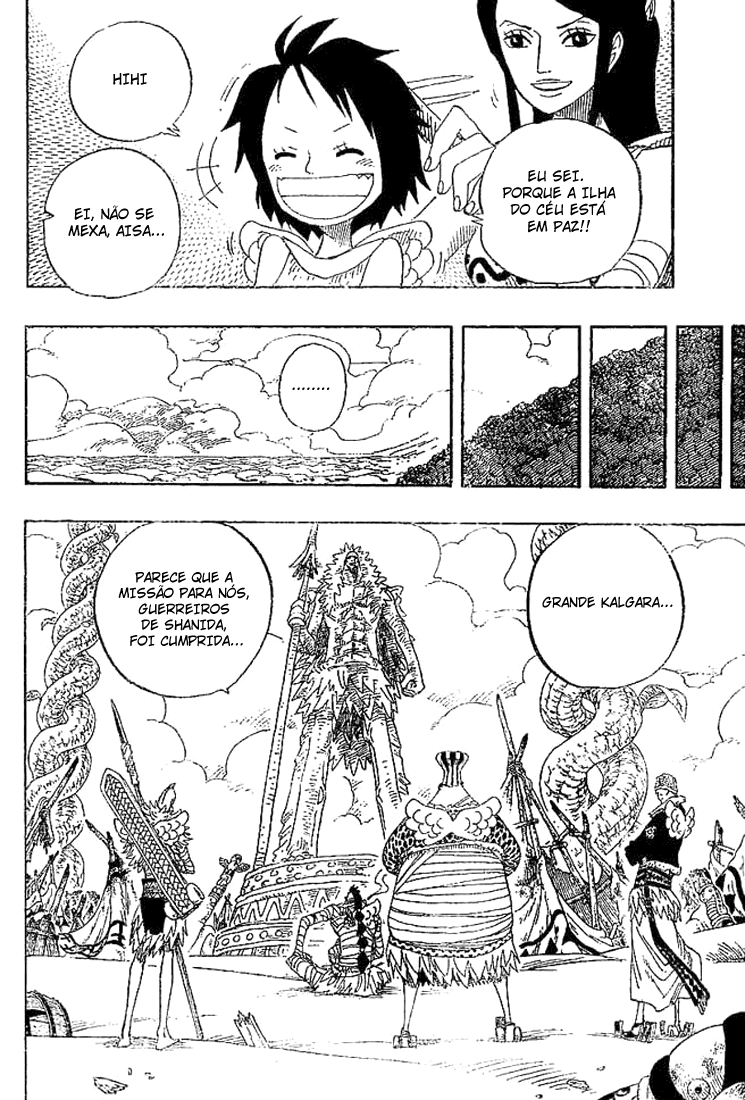 EU SEI.
PORQUE A ILHA
DO CÉU ESTÁ
EM PAZ!!
HIHI
EI, NÃO SE
MEXA, AISA...
.........
GRANDE KALGARA...
PARECE QUE A
MISSÃO PARA NÓS,
GUERREIROS
DE SHANIDA,
FOI CUMPRIDA...